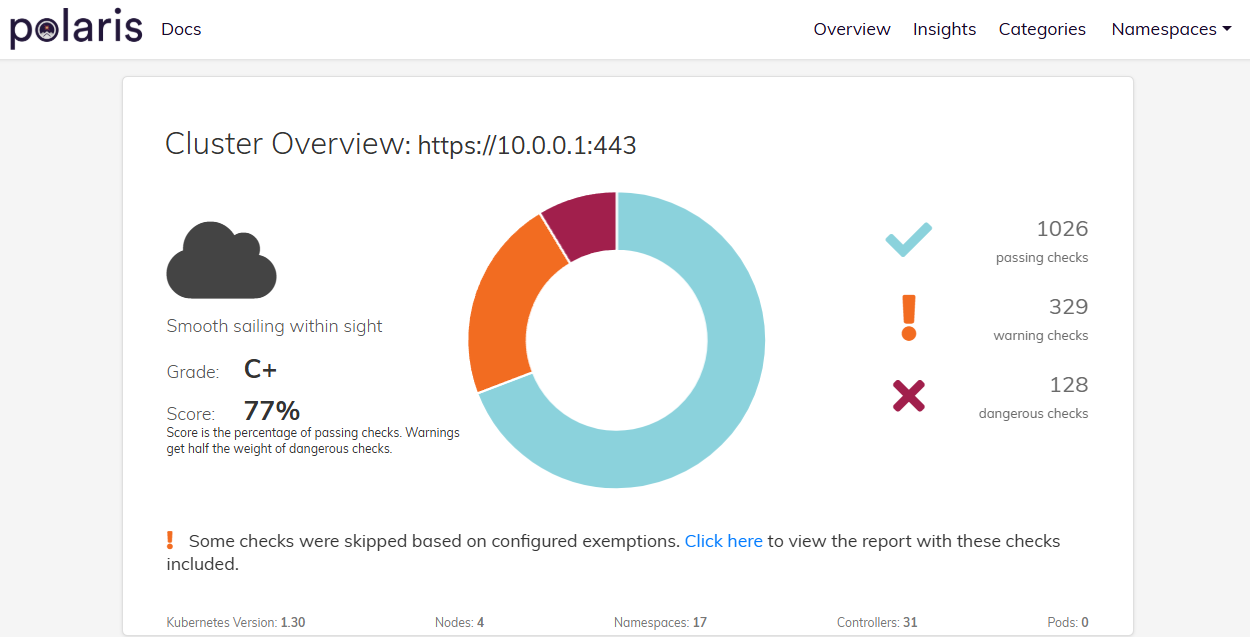 polaris Docs Overview Insights Categories Namespaces
Cluster Overview: https://10.0.0.1:443
Smooth sailing within sight
Grade: C+
Score: 77%
Score is the percentage of passing checks. Warnings
get half the weight of dangerous checks.
1026
passing checks
329
warning checks
128
dangerous checks
Some checks were skipped based on configured exemptions. Click here to view the report with these checks
included.
Kubernetes Version: 1.30 Nodes: 4 Namespaces: 17 Controllers: 31 Pods: 0